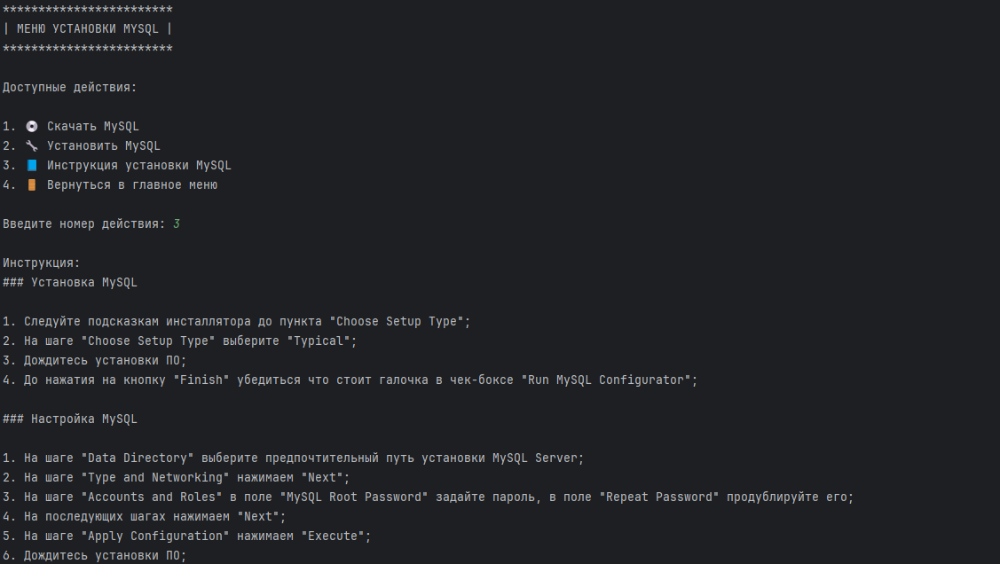 ************************
| МЕНЮ УСТАНОВКИ MYSQL |
************************
Доступные действия:
1. 💿 Скачать MySQL
2. 🔧 Установить MySQL
3. 📘 Инструкция установки MySQL
4. 🚪 Вернуться в главное меню
Введите номер действия: 3
Инструкция:
### Установка MySQL
1. Следуйте подсказкам инсталлятора до пункта "Choose Setup Type";
2. На шаге "Choose Setup Type" выберите "Typical";
3. Дождитесь установки ПО;
4. До нажатия на кнопку "Finish" убедиться что стоит галочка в чек-боксе "Run MySQL Configurator";
### Настройка MySQL
1. На шаге "Data Directory" выберите предпочтительный путь установки MySQL Server;
2. На шаге "Type and Networking" нажимаем "Next";
3. На шаге "Accounts and Roles" в поле "MySQL Root Password" задайте пароль, в поле "Repeat Password" продублируйте его;
4. На последующих шагах нажимаем "Next";
5. На шаге "Apply Configuration" нажимаем "Execute";
6. Дождитесь установки ПО;